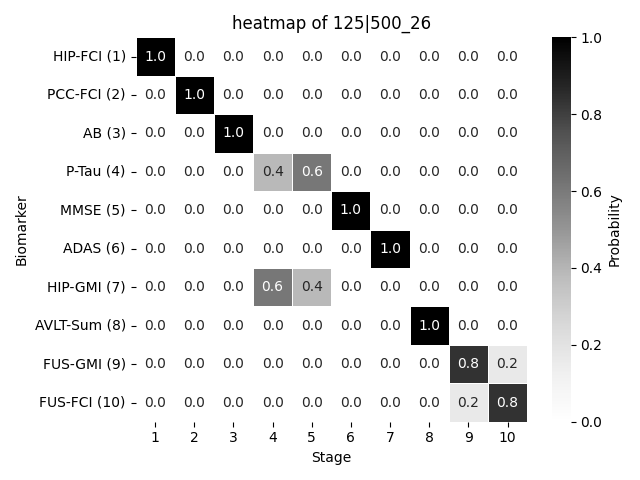 heatmap of 125|500_26
HIP-FCI (1) 1.0 0.0 0.0 0.0 0.0 0.0 0.0 0.0 0.0 0.0
PCC-FCI (2) 0.0 1.0 0.0 0.0 0.0 0.0 0.0 0.0 0.0 0.0
AB (3) 0.0 0.0 1.0 0.0 0.0 0.0 0.0 0.0 0.0 0.0
P-Tau (4) 0.0 0.0 0.0 0.4 0.6 0.0 0.0 0.0 0.0 0.0
MMSE (5) 0.0 0.0 0.0 0.0 0.0 1.0 0.0 0.0 0.0 0.0
ADAS (6) 0.0 0.0 0.0 0.0 0.0 0.0 1.0 0.0 0.0 0.0
HIP-GMI (7) 0.0 0.0 0.0 0.6 0.4 0.0 0.0 0.0 0.0 0.0
AVLT-Sum (8) 0.0 0.0 0.0 0.0 0.0 0.0 0.0 1.0 0.0 0.0
FUS-GMI (9) 0.0 0.0 0.0 0.0 0.0 0.0 0.0 0.0 0.8 0.2
FUS-FCI (10) 0.0 0.0 0.0 0.0 0.0 0.0 0.0 0.0 0.2 0.8
1 2 3 4 5 6 7 8 9 10
Stage
Biomarker
1.0
0.8
0.6
0.4
0.2
0.0
Probability